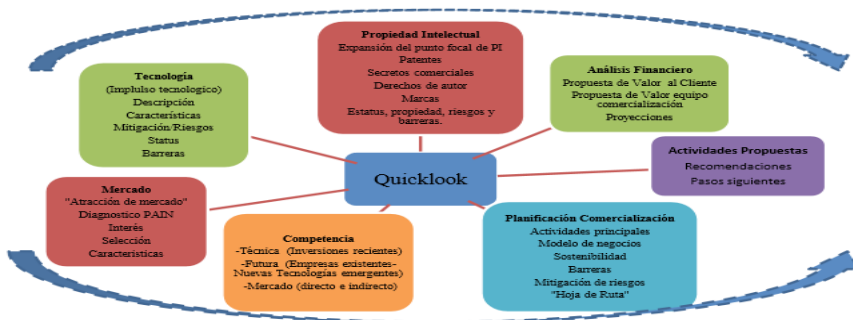 Propiedad Intelectual
Expansión del punto focal de PI
Patentes
Secretos comerciales
Derechos de autor
Marcas
Estatus, propiedad, riesgos y
barreras.
Tecnología
(Implulso tecnologico)
Descripción
Características
Mitigación/Riesgos
Status
Barreras
Análisis Financiero
Propuesta de Valor al Cliente
Propuesta de Valor equipo
comercialización
Proyecciones
Actividades Propuestas
Recomendaciones
Pasos siguientes
Quicklook
Mercado
"Atracción de mercado"
Diagnostico PAIN
Interés
Selección
Caracteristicas
Competencia
-Técnica (Inversiones recientes)
-Futura (Empresas existentes-
Nuevas Tecnologías emergentes)
-Mercado (directo e indirecto)
Planificación Comercialización
Actividades principales
Modelo de negocios
Sostenibilidad
Barreras
Mitigación de riesgos
"Hoja de Ruta"